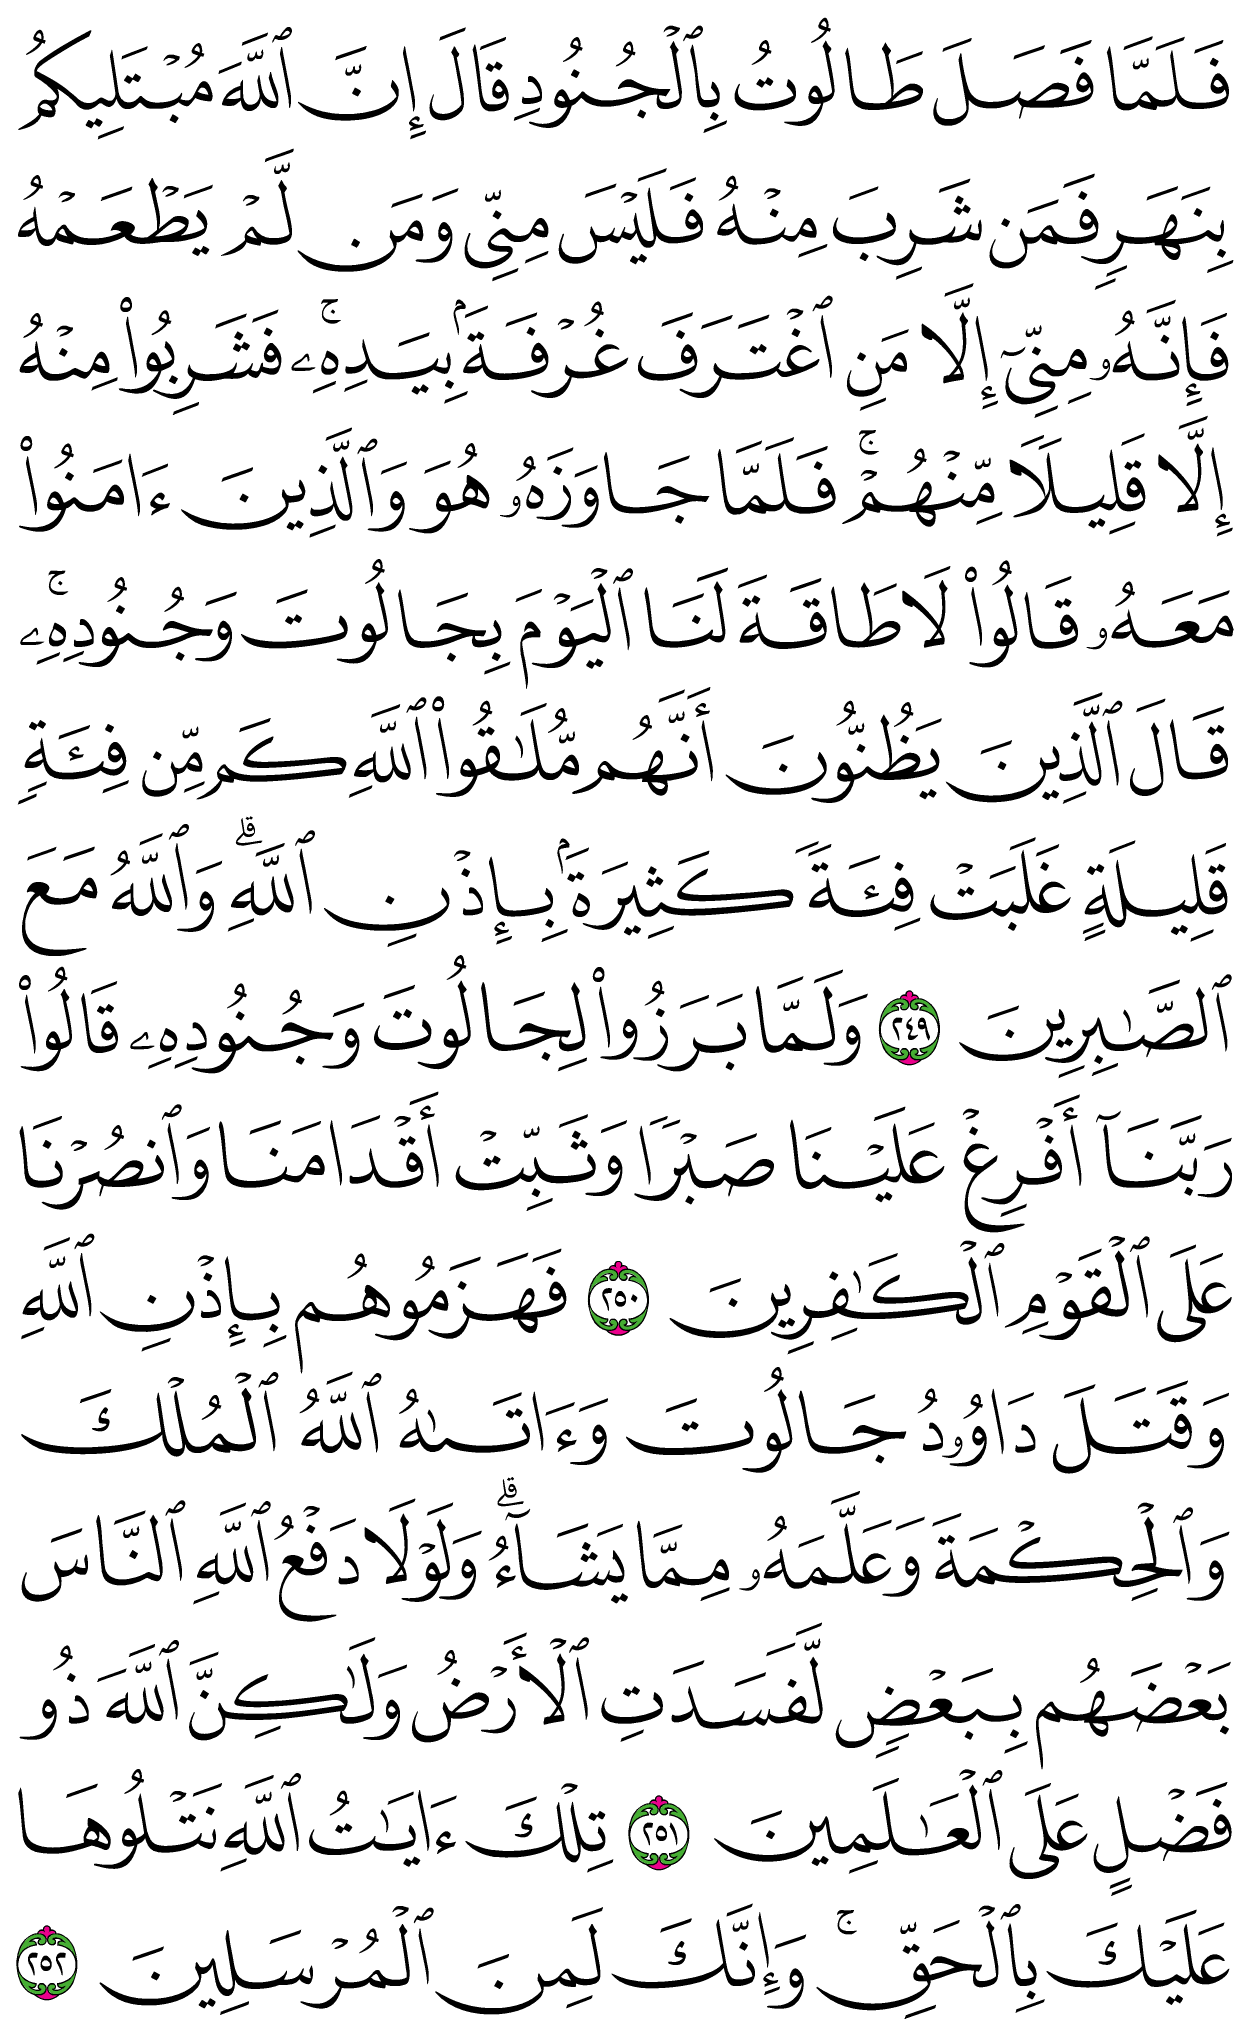 فَلَمَّا فَصَلَ طَالُوتُ بِٱلْجُنُودِ قَالَ إِنَّ ٱللَّهَ مُبْتَلِيكُم
بِنَهَرٍ فَمَن شَرِبَ مِنْهُ فَلَيْسَ مِنِّي وَمَن لَّمْ يَطْعَمْهُ
فَإِنَّهُۥ مِنِّيٓ إِلَّا مَنِ ٱغْتَرَفَ غُرْفَةَۢ بِيَدِهِۦۚ فَشَرِبُوا۟ مِنْهُ
إِلَّا قَلِيلًا مِّنْهُمْۚ فَلَمَّا جَاوَزَهُۥ هُوَ وَٱلَّذِينَ ءَامَنُوا۟
مَعَهُۥ قَالُوا۟ لَا طَاقَةَ لَنَا ٱلْيَوْمَ بِجَالُوتَ وَجُنُودِهِۦۚ
قَالَ ٱلَّذِينَ يَظُنُّونَ أَنَّهُم مُّلَٰقُوا۟ ٱللَّهِ كَم مِّن فِئَةٍ
قَلِيلَةٍ غَلَبَتْ فِئَةً كَثِيرَةَۢ بِإِذْنِ ٱللَّهِۗ وَٱللَّهُ مَعَ
ٱلصَّٰبِرِينَ ٢٤٩ وَلَمَّا بَرَزُوا۟ لِجَالُوتَ وَجُنُودِهِۦ قَالُوا۟
رَبَّنَآ أَفْرِغْ عَلَيْنَا صَبْرًا وَثَبِّتْ أَقْدَامَنَا وَٱنصُرْنَا
عَلَى ٱلْقَوْمِ ٱلْكَٰفِرِينَ ٢٥٠ فَهَزَمُوهُم بِإِذْنِ ٱللَّهِ
وَقَتَلَ دَاوُۥدُ جَالُوتَ وَءَاتَىٰهُ ٱللَّهُ ٱلْمُلْكَ
وَٱلْحِكْمَةَ وَعَلَّمَهُۥ مِمَّا يَشَآءُۗ وَلَوْلَا دَفْعُ ٱللَّهِ ٱلنَّاسَ
بَعْضَهُم بِبَعْضٍ لَّفَسَدَتِ ٱلْأَرْضُ وَلَٰكِنَّ ٱللَّهَ ذُو
فَضْلٍ عَلَى ٱلْعَٰلَمِينَ ٢٥١ تِلْكَ ءَايَٰتُ ٱللَّهِ نَتْلُوهَا
عَلَيْكَ بِٱلْحَقِّۚ وَإِنَّكَ لَمِنَ ٱلْمُرْسَلِينَ ٢٥٢